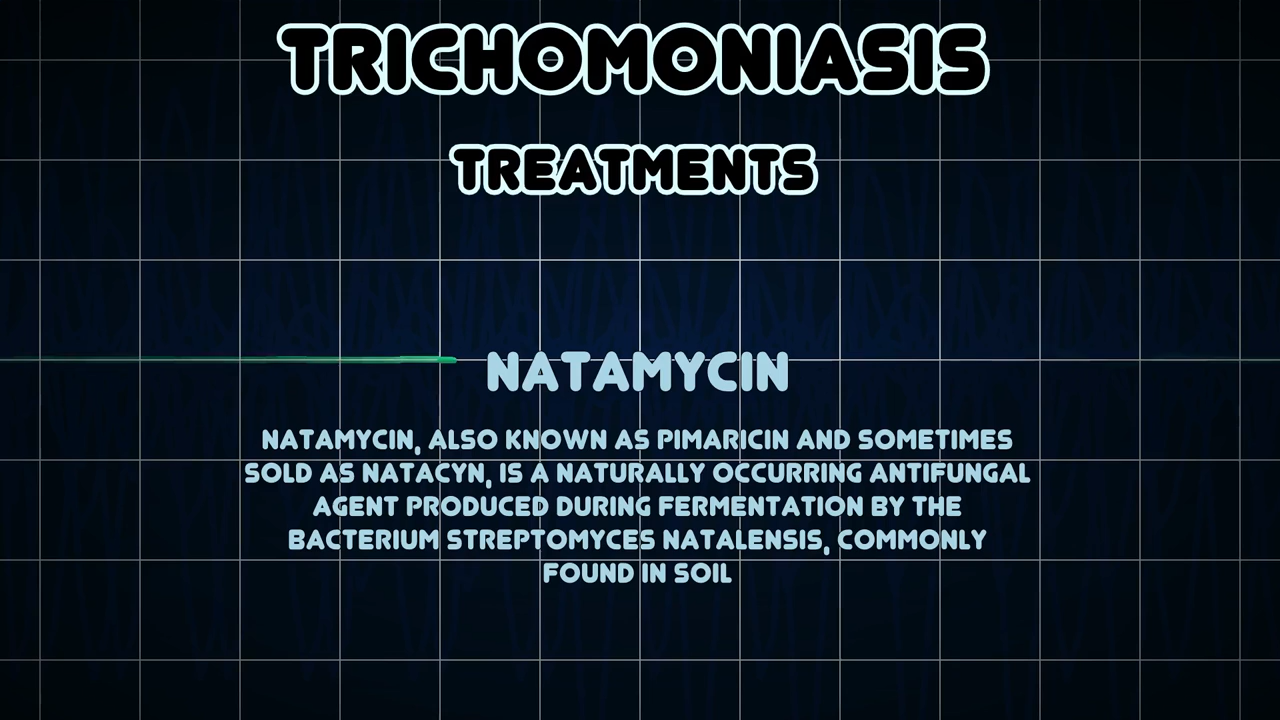 TRICHOMONIASIS
TREATMENTS
NATAMYCIN
NATAMYCIN, ALSO KNOWN AS PIMARICIN AND SOMETIMES
SOLD AS NATACYN, IS A NATURALLY OCCURRING ANTIFUNGAL
AGENT PRODUCED DURING FERMENTATION BY THE
BACTERIUM STREPTOMYCES NATALENSIS, COMMONLY
FOUND IN SOIL